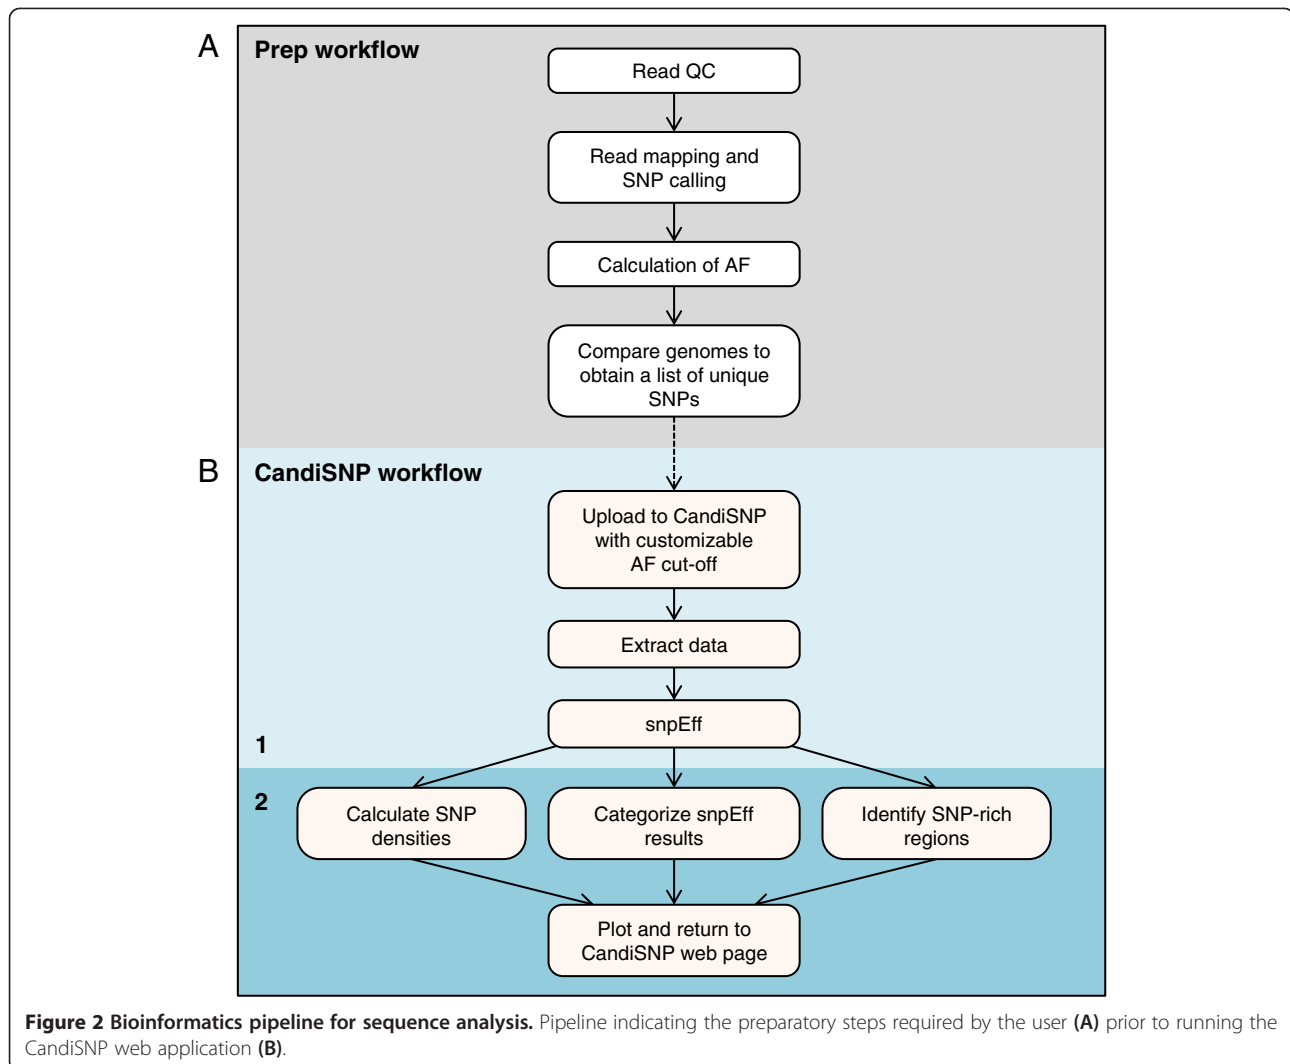 A
Prep workflow
Read QC
Read mapping and
SNP calling
Calculation of AF
Compare genomes to
obtain a list of unique
SNPs
B
CandiSNP workflow
Upload to CandiSNP
with customizable
AF cut-off
Extract data
snpEff
1
2
Calculate SNP
densities
Categorize snpEff
results
Identify SNP-rich
regions
Plot and return to
CandiSNP web page
Figure 2 Bioinformatics pipeline for sequence analysis. Pipeline indicating the preparatory steps required by the user (A) prior to running the
CandiSNP web application (B).